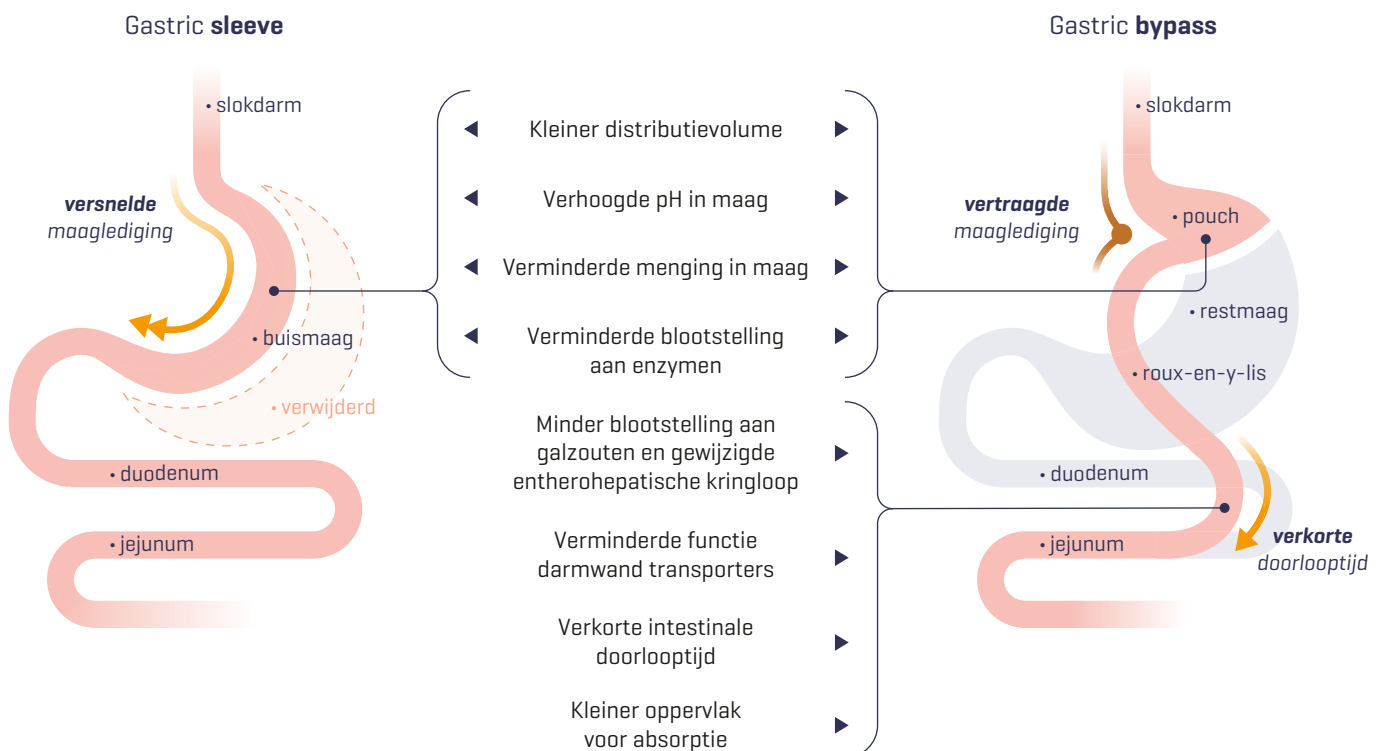 Gastric sleeve
• slokdarm
versnelde
maaglediging
• buismaag
• verwijderd
• duodenum
• jejunum
Kleiner distributievolume
Verhoogde pH in maag
Verminderde menging in maag
Verminderde blootstelling
aan enzymen
Minder blootstelling aan
galzouten en gewijzigde
entherohepatische kringloop
Verminderde functie
darmwand transporters
Verkorte intestinale
doorlooptijd
Kleiner oppervlak
voor absorptie
Gastric bypass
• slokdarm
vertraagde
maaglediging
• pouch
• restmaag
• roux-en-y-lis
• duodenum
• jejunum
verkorte
doorlooptijd